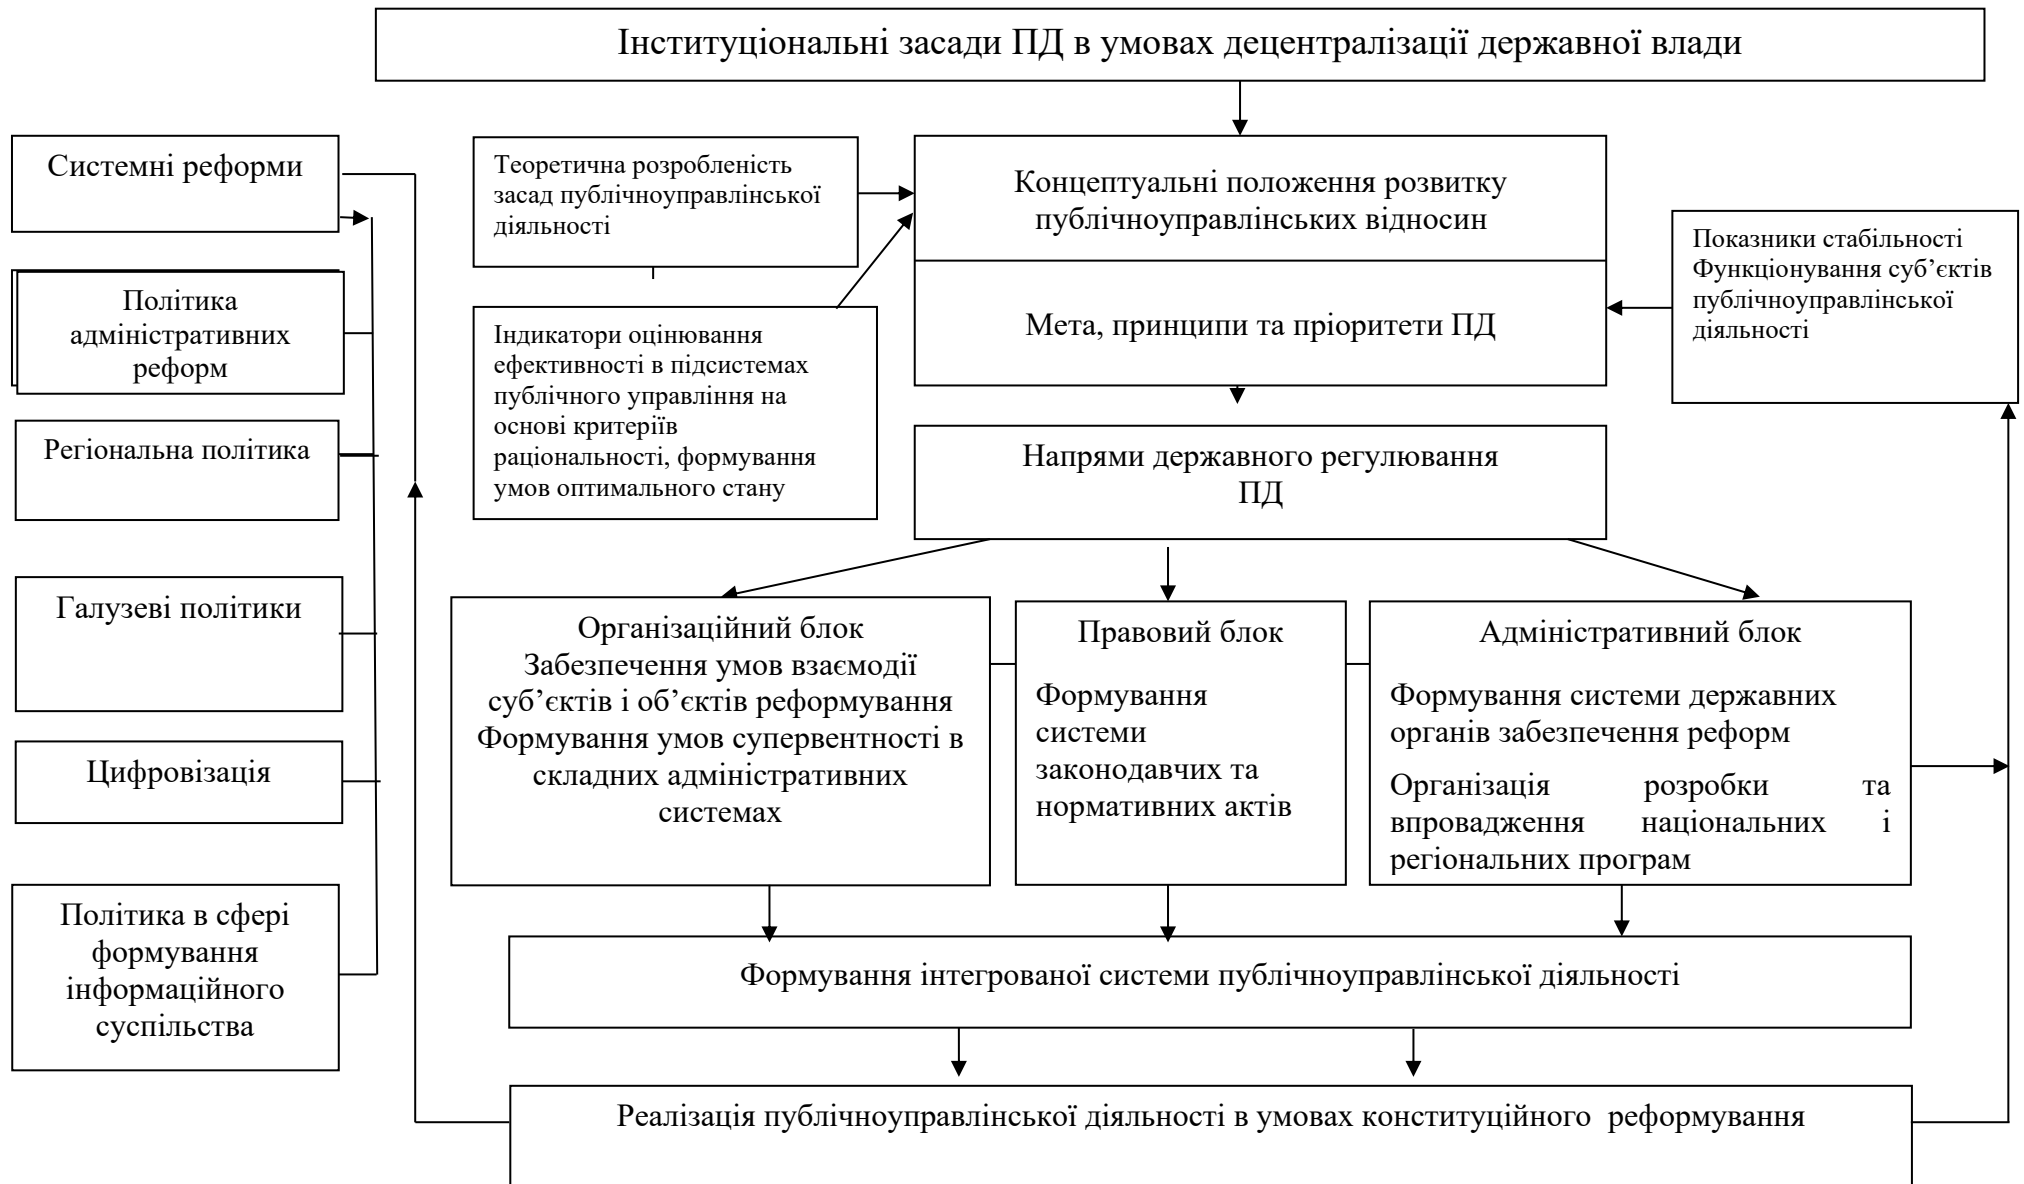 Інституціональні засади ПД в умовах децентралізації державної влади
Системні реформи
Політика
адміністративних
реформ
Регіональна політика
Галузеві політики
Цифровізація
Політика в сфері
формування
інформаційного
суспільства
Теоретична розробленість
засад публічноуправлінської
діяльності
Індикатори оцінювання
ефективності в підсистемах
публічного управління на
основі критеріїв
раціональності, формування
умов оптимального стану
Концептуальні положення розвитку
публічноуправлінських відносин
Мета, принципи та пріоритети ПД
Показники стабільності
Функціонування суб’єктів
публічноуправлінської
діяльності
Напрями державного регулювання
ПД
Організаційний блок
Забезпечення умов взаємодії
суб’єктів і об’єктів реформування
Формування умов супервентності в
складних адміністративних
системах
Правовий блок
Формування
системи
законодавчих та
нормативних актів
Адміністративний блок
Формування системи державних
органів забезпечення реформ
Організація розробки та
впровадження національних і
регіональних програм
Формування інтегрованої системи публічноуправлінської діяльності
Реалізація публічноуправлінської діяльності в умовах конституційного реформування